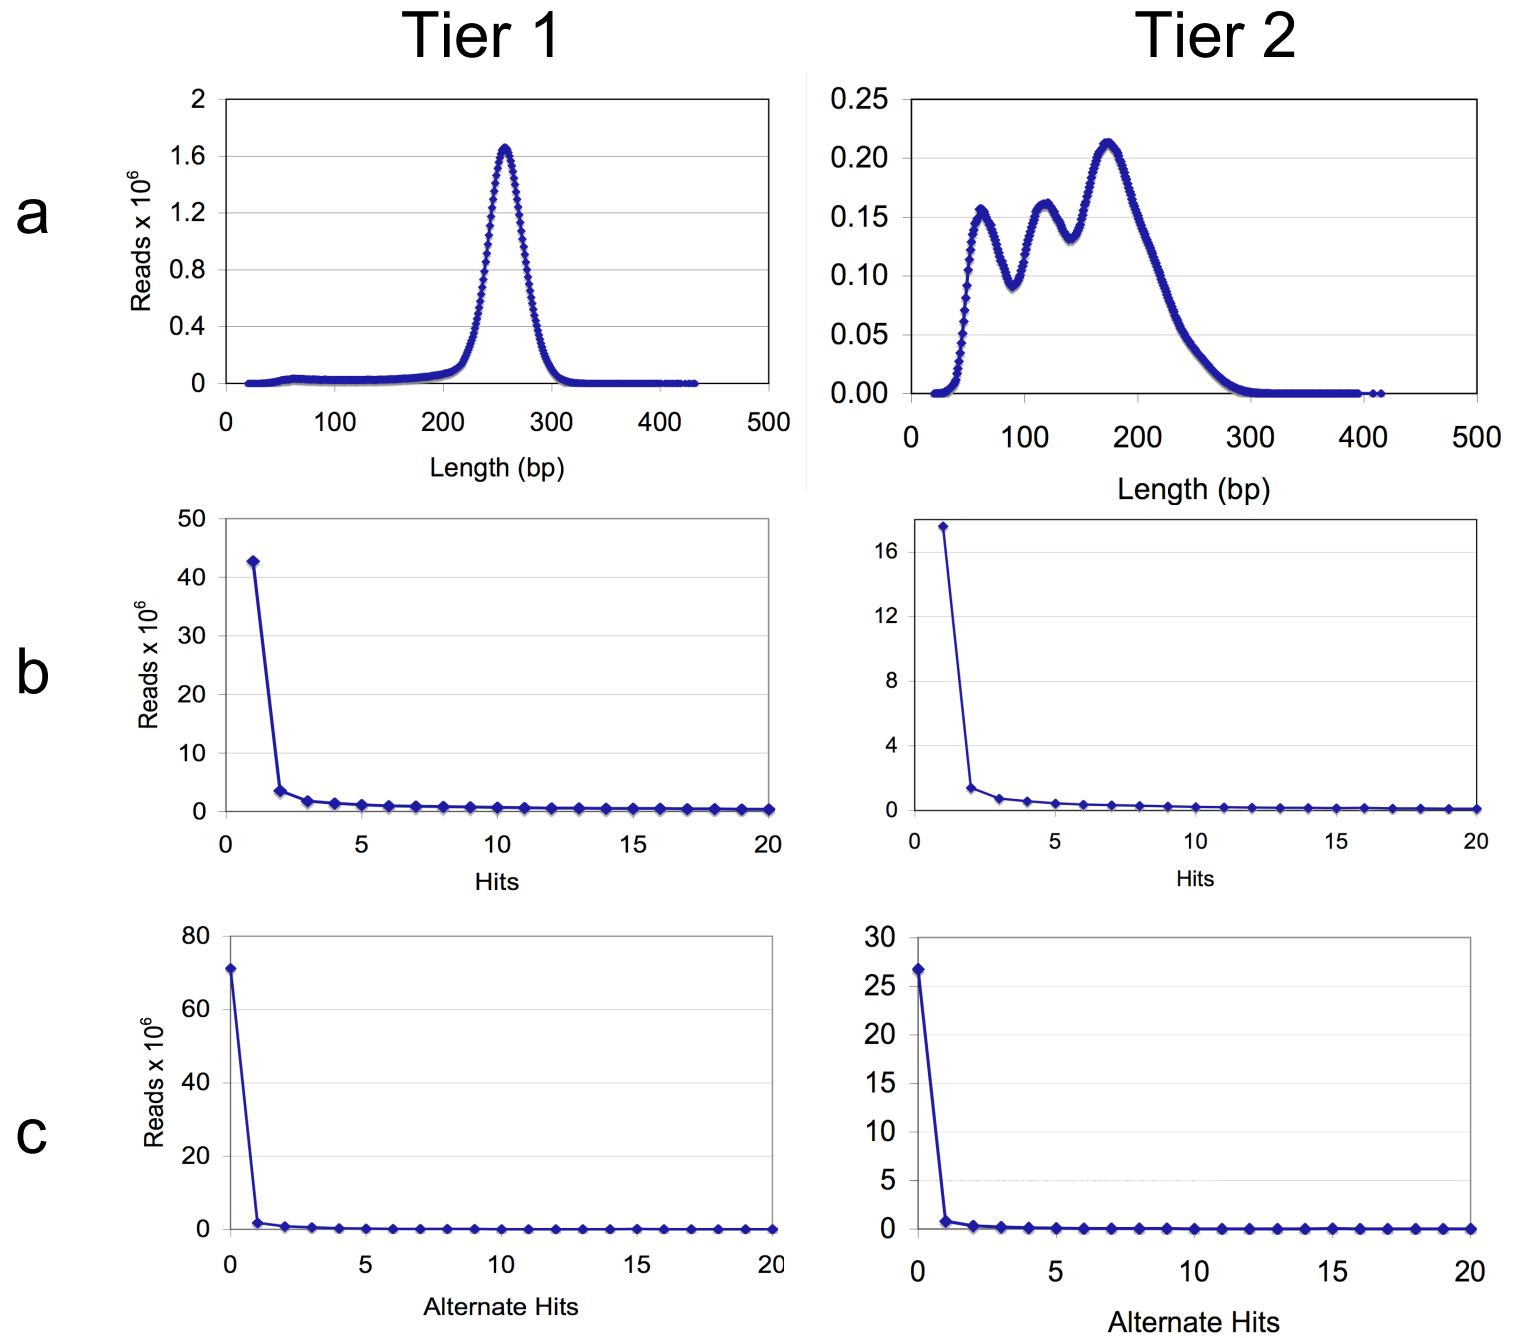 Tier 1
Tier 2
a
2
1.6
1.2
0.8
0.4
0
Reads x 10⁶
0 100 200 300 400 500
Length (bp)
0.25
0.20
0.15
0.10
0.05
0.00
0 100 200 300 400 500
Length (bp)
b
50
40
30
20
10
0
Reads x 10⁶
0 5 10 15 20
Hits
16
12
8
4
0
0 5 10 15 20
Hits
c
80
60
40
20
0
Reads x 10⁶
0 5 10 15 20
Alternate Hits
30
25
20
15
10
5
0
0 5 10 15 20
Alternate Hits